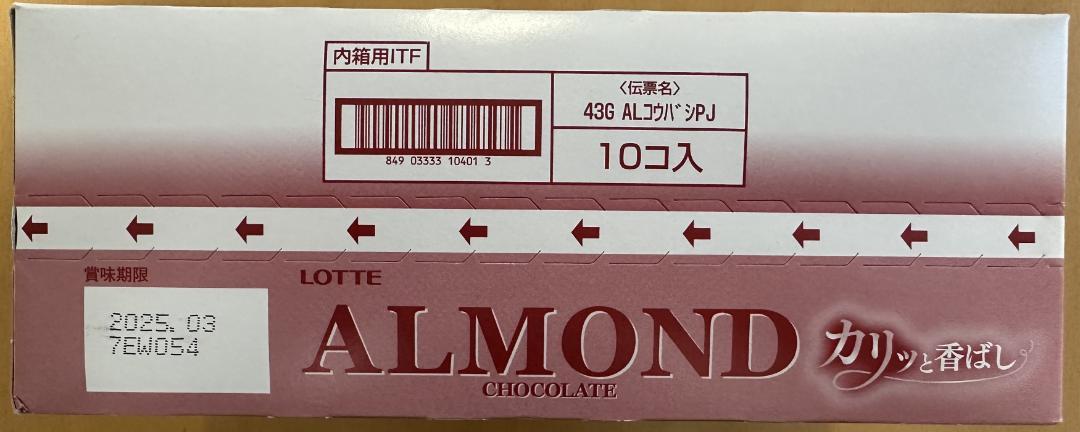 内箱用ITF
849 03333 10401 3
〈伝票名〉
43G ALコウバシPJ
10コ入
賞味期限
2025. 03
7EW054
LOTTE
ALMOND
CHOCOLATE
カリッと香ばし